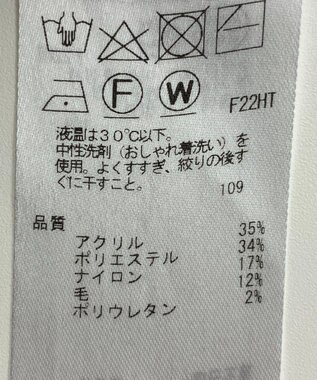 F
W
F22HT
液温は30℃以下。
中性洗剤（おしゃれ着洗い）を
使用。よくすすぎ、絞りの後す
ぐに干すこと。
109
品質
アクリル 35%
ポリエステル 34%
ナイロン 17%
毛 12%
ポリウレタン 2%